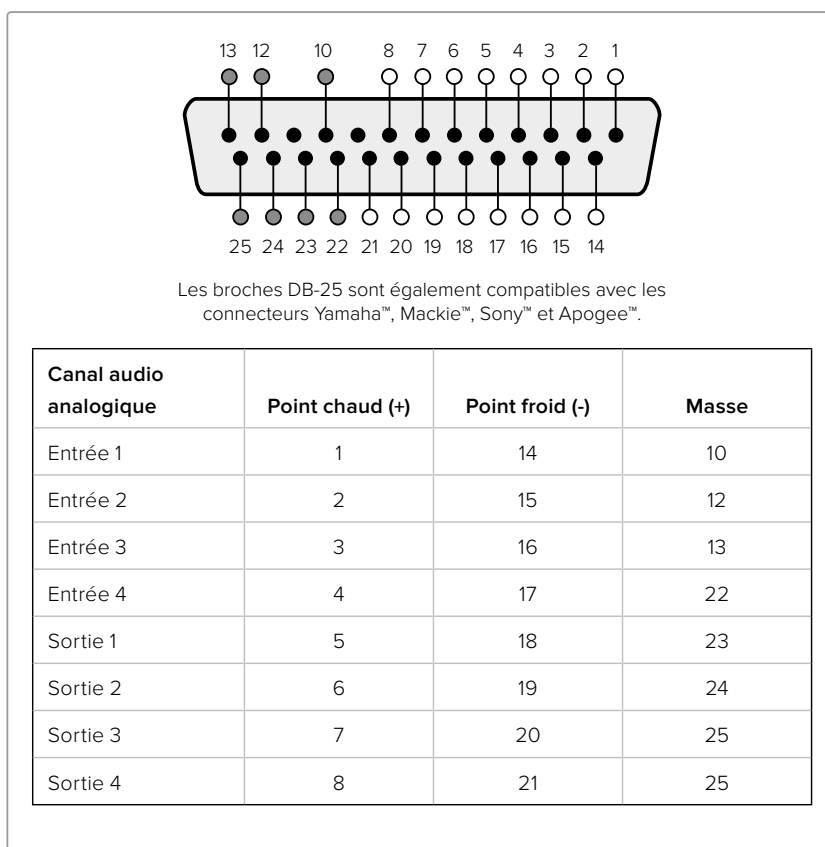 13 12 10 8 7 6 5 4 3 2 1
25 24 23 22 21 20 19 18 17 16 15 14
Les broches DB-25 sont également compatibles avec les
connecteurs Yamaha™, Mackie™, Sony™ et Apogee™.
Canal audio
analogique Point chaud (+) Point froid (-) Masse
Entrée 1 1 14 10
Entrée 2 2 15 12
Entrée 3 3 16 13
Entrée 4 4 17 22
Sortie 1 5 18 23
Sortie 2 6 19 24
Sortie 3 7 20 25
Sortie 4 8 21 25